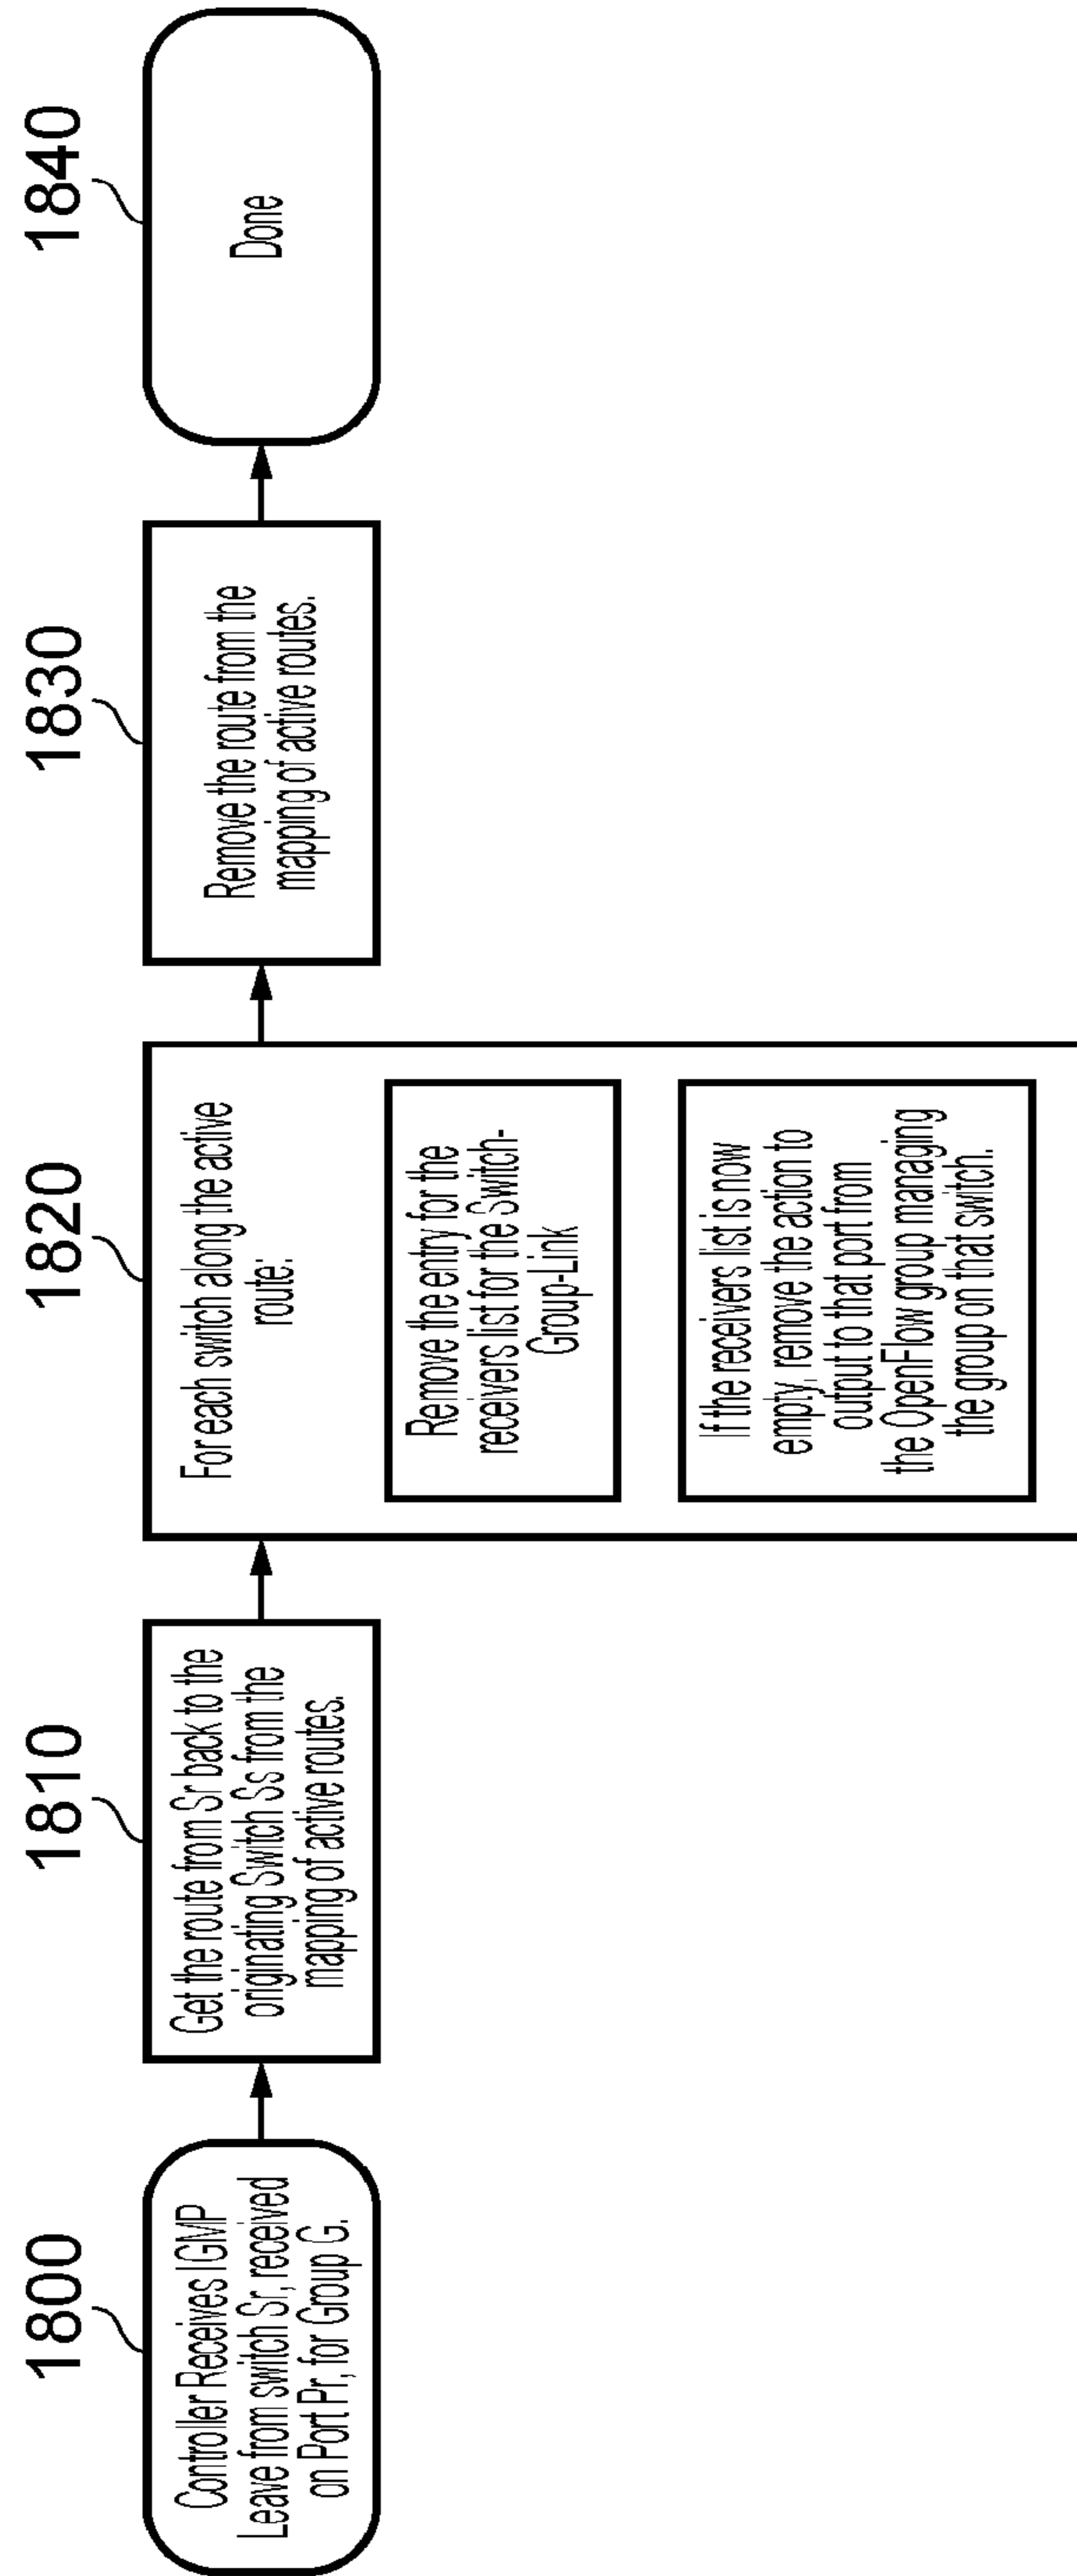 1800
Controller Receives IGMP
Leave from switch Sr, received
on Port Pr, for Group G.
1810
Get the route from Sr back to the
originating Switch Ss from the
mapping of active routes.
1820
For each switch along the active
route:
Remove the entry for the
receivers list for the Switch-
Group-Link
If the receivers list is now
empty, remove the action to
output to that port from
the OpenFlow group managing
the group on that switch.
1830
Remove the route from the
mapping of active routes.
1840
Done